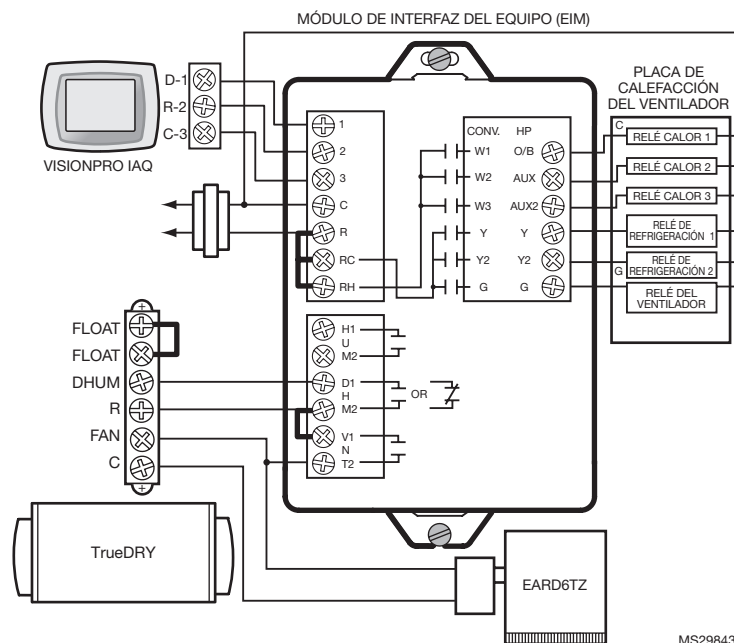 MÓDULO DE INTERFAZ DEL EQUIPO (EIM)
D-1
R-2
C-3
VISIONPRO IAQ
1
2
3
C
R
RC
RH
CONV.
HP
W1
O/B
W2
AUX
W3
AUX2
Y
Y
Y2
Y2
G
G
PLACA DE
CALEFACCIÓN
DEL VENTILADOR
C
RELÉ CALOR 1
RELÉ CALOR 2
RELÉ CALOR 3
RELÉ DE
REFRIGERACIÓN 1
RELÉ DE
REFRIGERACIÓN 2
G
RELÉ DEL
VENTILADOR
FLOAT
FLOAT
DHUM
R
FAN
C
H1
U
M2
D1
H
M2
OR
V1
N
T2
TrueDRY
EARD6TZ
MS29843